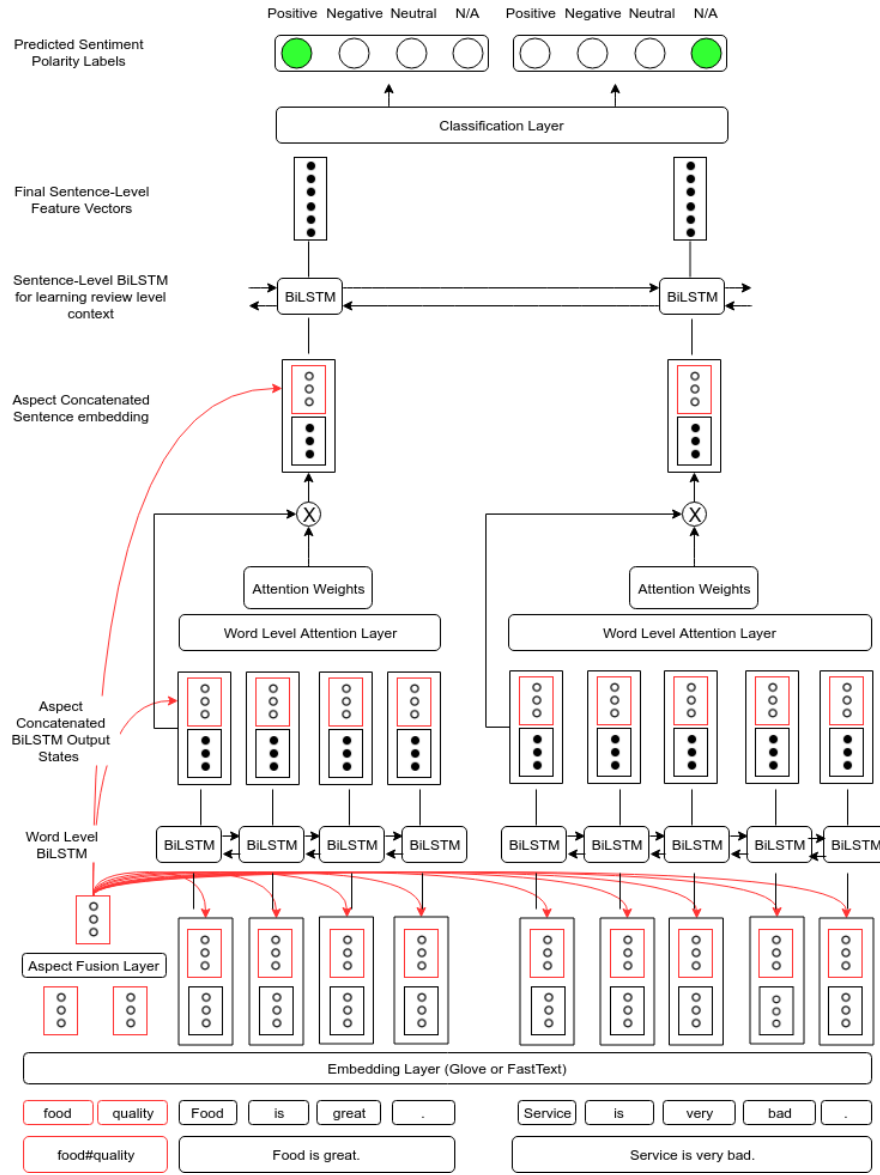 Positive Negative Neutral N/A Positive Negative Neutral N/A
Predicted Sentiment
Polarity Labels
Classification Layer
Final Sentence-Level
Feature Vectors
Sentence-Level BiLSTM
for learning review level
context
BiLSTM BiLSTM
Aspect Concatenated
Sentence embedding
X X
Attention Weights Attention Weights
Word Level Attention Layer Word Level Attention Layer
Aspect
Concatenated
BiLSTM Output
States
Word Level
BiLSTM
BiLSTM BiLSTM BiLSTM BiLSTM BiLSTM BiLSTM BiLSTM BiLSTM BiLSTM
Aspect Fusion Layer
Embedding Layer (Glove or FastText)
food quality Food is great . Service is very bad .
food#quality Food is great. Service is very bad.